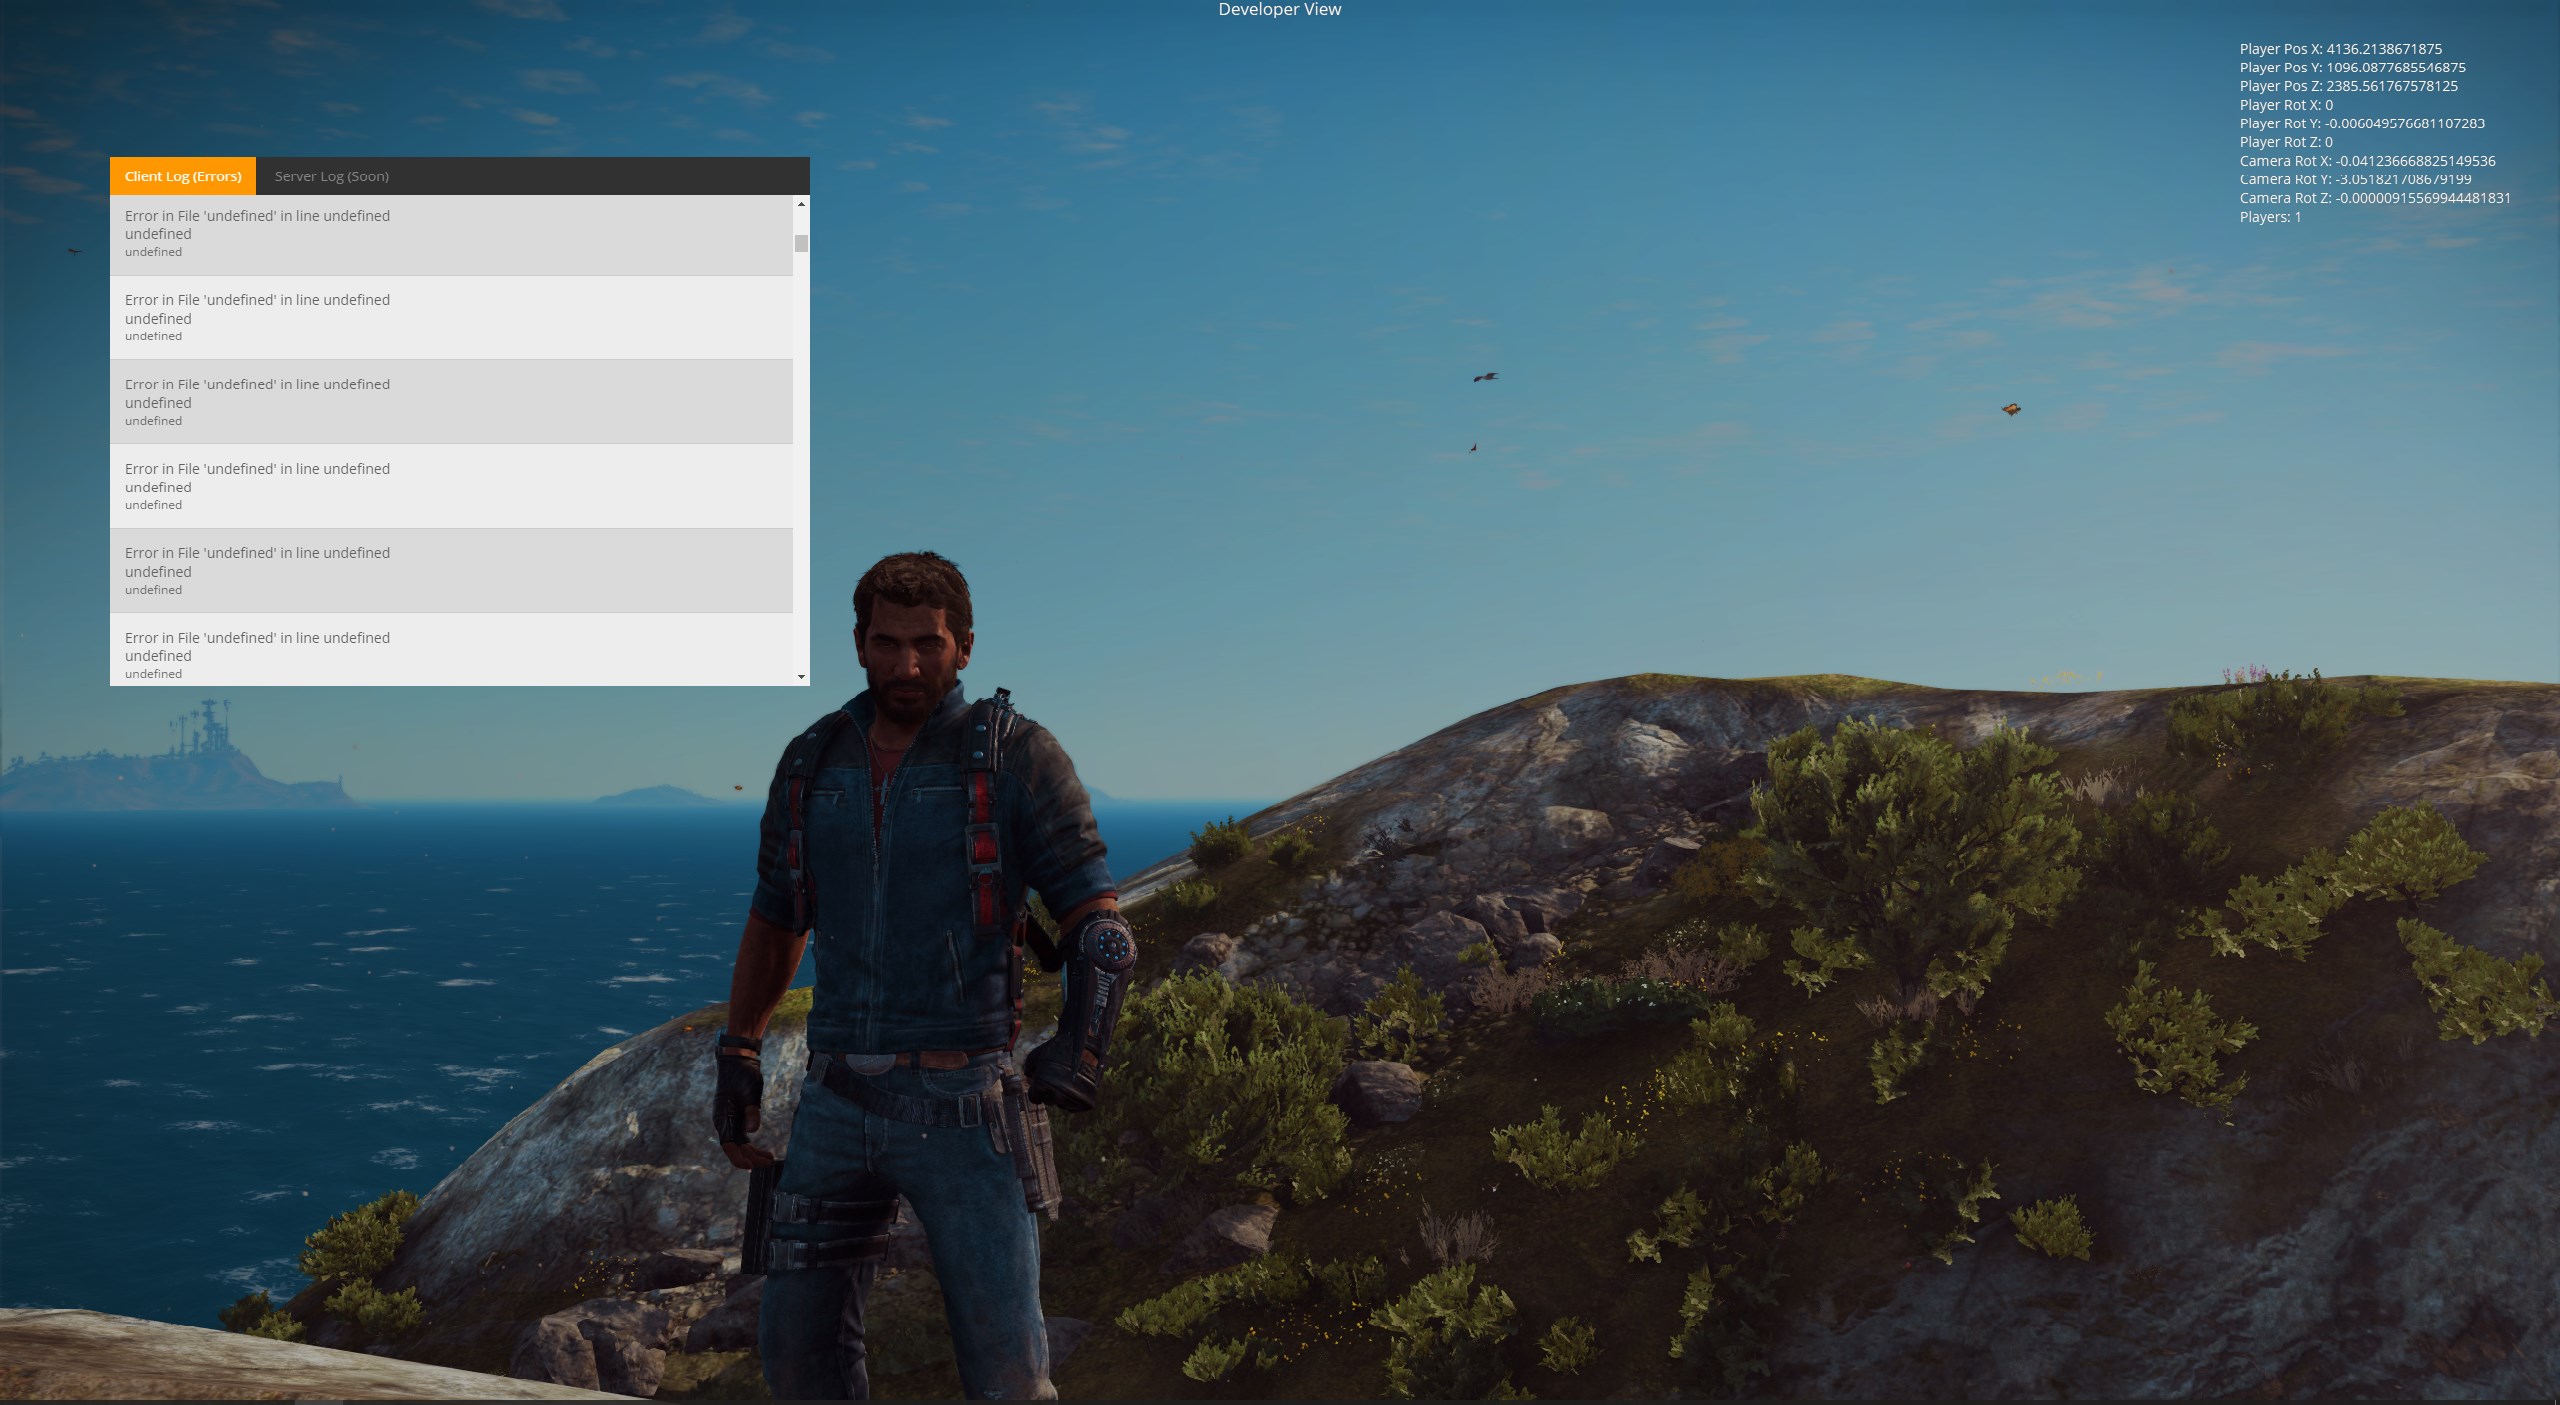 Developer View
Player Pos X: 4136.2138671875
Player Pos Y: 1096.0877685546875
Player Pos Z: 2385.561767578125
Player Rot X: 0
Player Rot Y: -0.006049576681107283
Player Rot Z: 0
Camera Rot X: -0.041236668825149536
Camera Rot Y: -3.051821708679199
Camera Rot Z: -0.00000915569944481831
Players: 1
Client Log (Errors)
Server Log (Soon)
Error in File 'undefined' in line undefined
undefined
undefined
Error in File 'undefined' in line undefined
undefined
undefined
Error in File 'undefined' in line undefined
undefined
undefined
Error in File 'undefined' in line undefined
undefined
undefined
Error in File 'undefined' in line undefined
undefined
undefined
Error in File 'undefined' in line undefined
undefined
undefined